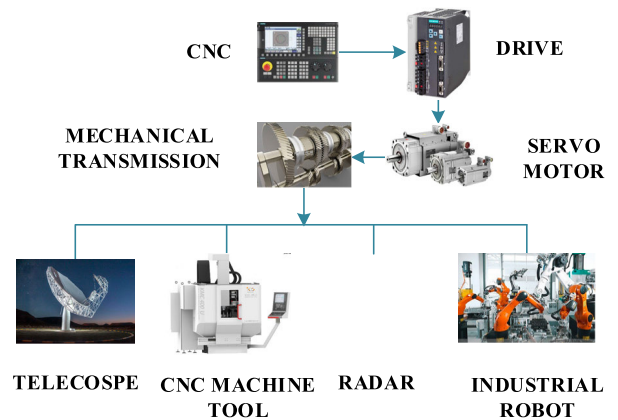 CNC
DRIVE
MECHANICAL
TRANSMISSION
SERVO
MOTOR
TELECOSPE
CNC MACHINE
TOOL
RADAR
INDUSTRIAL
ROBOT